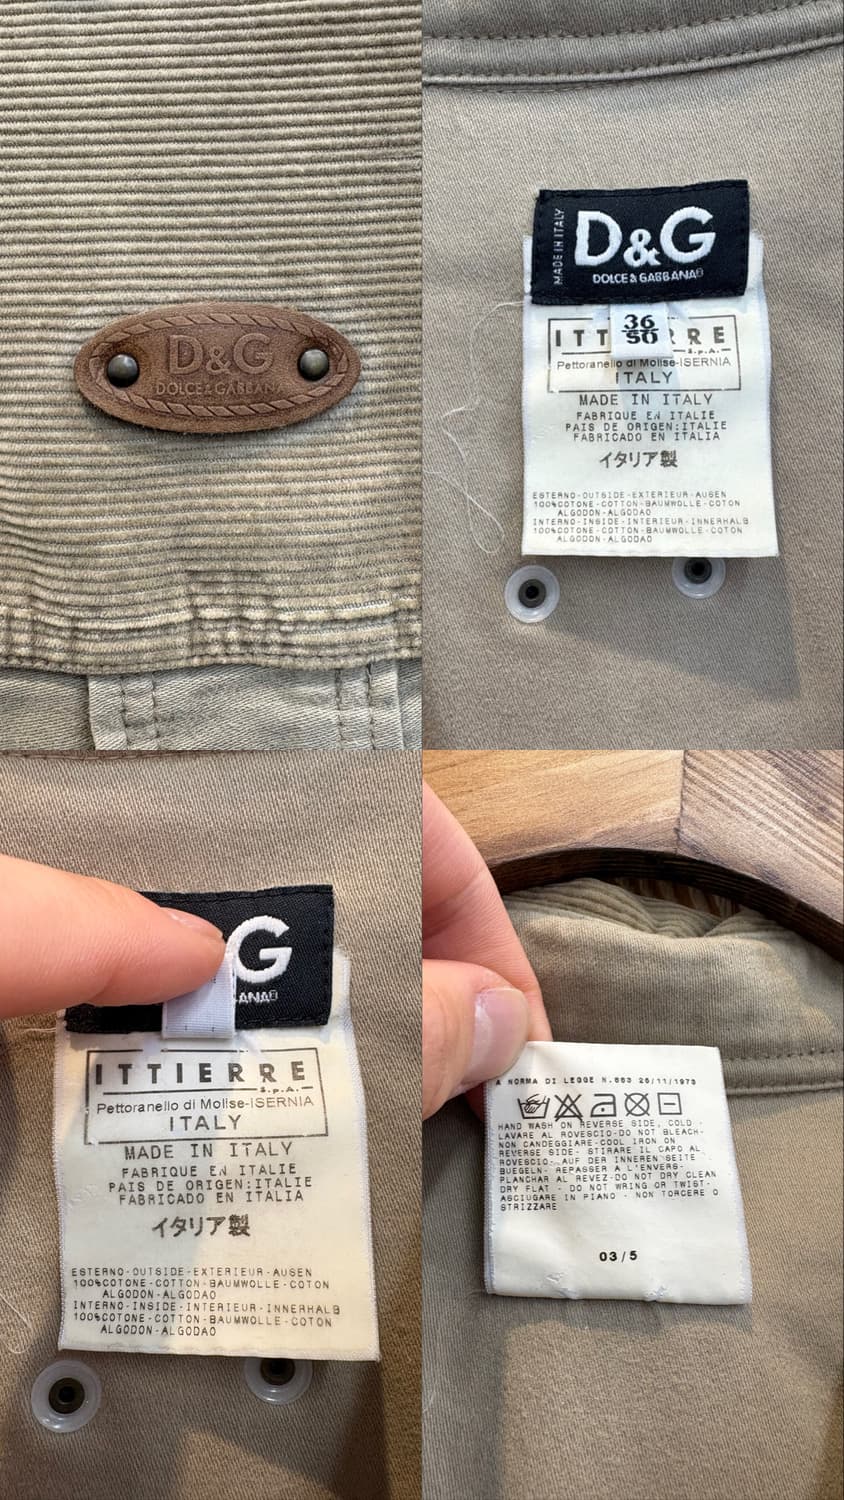 D&G
DOLCE&GABBANA
MADE IN ITALY
D&G
DOLCE&GABBANA®
36
50
ITTIERRE
S.p.A.
Pettoranello di Molise-ISERNIA
ITALY
MADE IN ITALY
FABRIQUE EN ITALIE
PAIS DE ORIGEN:ITALIE
FABRICADO EN ITALIA
イタリア製
ESTERNO-OUTSIDE-EXTERIEUR-AUSEN
100%COTONE-COTTON-BAUMWOLLE-COTON
ALGODON-ALGODAO
INTERNO-INSIDE-INTERIEUR-INNERHALB
100%COTONE-COTTON-BAUMWOLLE-COTON
ALGODON-ALGODAO
G
ANA®
ITTIERRE
S.p.A.
Pettoranello di Molise-ISERNIA
ITALY
MADE IN ITALY
FABRIQUE EN ITALIE
PAIS DE ORIGEN:ITALIE
FABRICADO EN ITALIA
イタリア製
ESTERNO-OUTSIDE-EXTERIEUR-AUSEN
100%COTONE-COTTON-BAUMWOLLE-COTON
ALGODON-ALGODAO
INTERNO-INSIDE-INTERIEUR-INNERHALB
100%COTONE-COTTON-BAUMWOLLE-COTON
ALGODON-ALGODAO
A NORMA DI LEGGE N.883 26/11/1973
HAND WASH ON REVERSE SIDE, COLD -
LAVARE AL ROVESCIO-DO NOT BLEACH-
NON CANDEGGIARE-COOL IRON ON
REVERSE SIDE- STIRARE IL CAPO AL
ROVESCIO- AUF DER INNEREN SEITE
BUEGELN- REPASSER A L'ENVERS-
PLANCHAR AL REVEZ-DO NOT DRY CLEAN
DRY FLAT - DO NOT WRING OR TWIST-
ASCIUGARE IN PIANO - NON TORCERE O
STRIZZARE
03/5